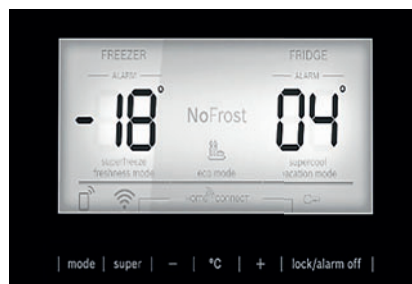 FREEZER FRIDGE
ALARM ALARM
-18° 04°
NoFrost
superfreeze supercool
freshness mode eco mode vacation mode
home connect
mode | super | − | °C | + | lock/alarm off